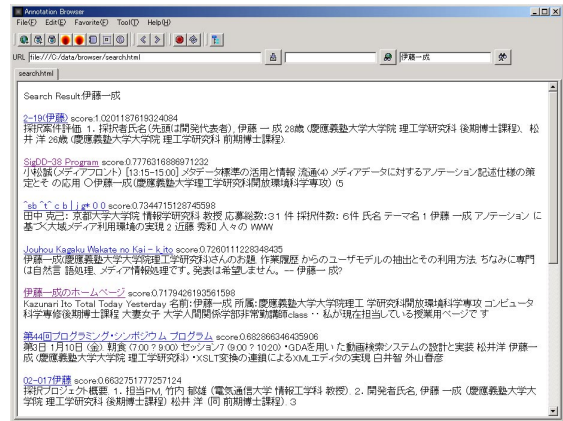 Annotation Browser
File(F) Edit(E) Favorite(F) Tool(T) Help(H)
URL file:///C:/data/browser/search.html 伊藤一成
search.html
Search Result:伊藤一成
2-19(伊藤) score:1.0201187619324084
採択案件評価 1. 採択者氏名(先頭は開発代表者), 伊藤 一 成 28歳 (慶應義塾大学大学院 理工学研究科 後期博士課程)、 松
井 洋 26歳 (慶應義塾大学大学院 理工学研究科 前期博士課程)
SigDD-38 Program score:0.7776316886971232
小松誠(メディアフロント) [13:15-15:00] メタデータ標準の活用と情報 流通(4) メディアデータに対するアノテーション記述仕様の策
定とそ の応用 〇伊藤一成(慶應義塾大学理工学研究科開放環境科学専攻) (5
^sb ^t^ c b | j g* 0 0 score:0.7344715128745598
田中 克己: 京都大学大学院 情報学研究科 教授 応募総数:31 件 採択件数: 6件 氏名 テーマ名 1 伊藤 一成 アノテーション に
基づく大域メディア利用環境の実現 2 近藤 秀和 人々の WWW
Jouhou Kagaku Wakate no Kai - k_ito score:0.7260111228348435
伊藤一成(慶應義塾大学大学院理工学研究科)さんのお題 作業履歴 からのユーザモデルの抽出とその利用方法. ちなみに専門
は自然言 語処理、メディア情報処理です。発表は希望しません。 -- 伊藤一 成?
伊藤一成のホームページ score:0.7179426193561598
Kazunari Ito Total Today Yesterday 名前:伊藤一成 所属:慶應義塾大学大学院理工 学研究科開放環境科学専攻 コンピュータ
科学専修後期博士課程 大妻女子 大学人間関係学部非常勤講師class ・・ 私が現在担当している授業用ページで す
第44回プログラミング・シンポジウム プログラム score:0.682866346435906
第3日 1月10日 (金) 朝食 (7:00 ? 9:00) セッション7 (9:00 ? 10:20) ・GDAを用い た動画検索システムの設計と実装 松井洋 伊藤一
成 (慶應義塾大学大学院 理工学研究科) ・XSLT変換の連鎖によるXMLエディタの実現 白井智 外山春彦
02-017伊藤 score:0.6632751777257124
採択プロジェクト概要 1. 担当PM, 竹内 郁雄 (電気通信大学 情報工学科 教授) 2. 開発者氏名, 伊藤 一成 (慶應義塾大学大
学院 理工学研究科 後期博士課程) 松井 洋 (同 前期博士課程) 3